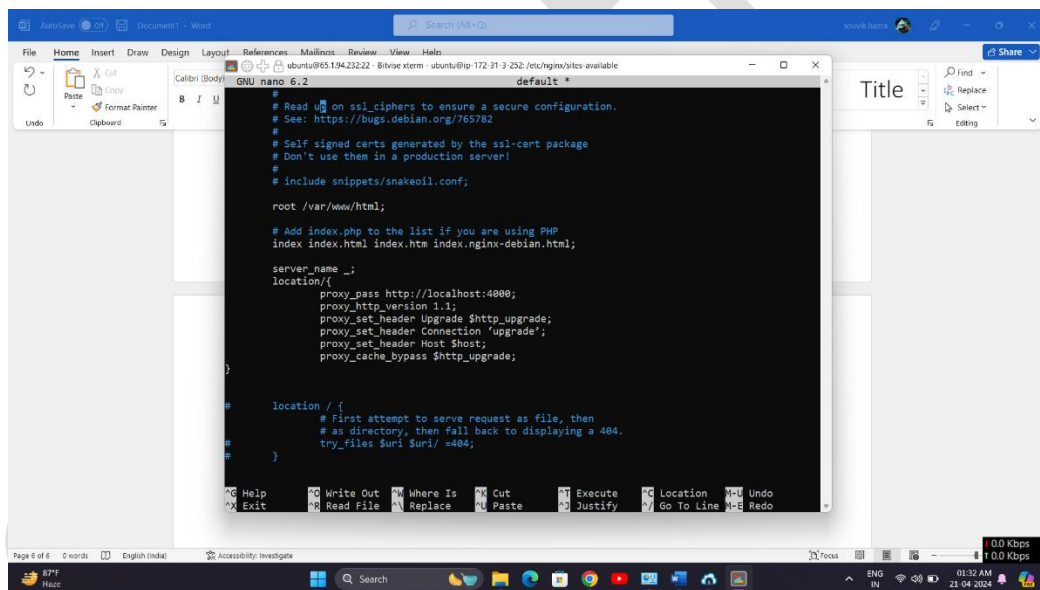 AutoSave Off Document1 - Word Search (Alt+Q) souvik hazra
File Home Insert Draw Design Layout References Mailings Review View Help Share
Paste Cut Copy Format Painter
Calibri (Body)
B I U
Title
Find
Replace
Select
Undo Clipboard Editing
ubuntu@65.1.94.232:22 - Bitvise xterm - ubuntu@ip-172-31-3-252: /etc/nginx/sites-available
GNU nano 6.2 default *
#
# Read up on ssl_ciphers to ensure a secure configuration.
# See: https://bugs.debian.org/765782
#
# Self signed certs generated by the ssl-cert package
# Don't use them in a production server!
#
# include snippets/snakeoil.conf;
root /var/www/html;
# Add index.php to the list if you are using PHP
index index.html index.htm index.nginx-debian.html;
server_name _;
location/{
proxy_pass http://localhost:4000;
proxy_http_version 1.1;
proxy_set_header Upgrade $http_upgrade;
proxy_set_header Connection ‘upgrade’;
proxy_set_header Host $host;
proxy_cache_bypass $http_upgrade;
}
# location / {
# First attempt to serve request as file, then
# as directory, then fall back to displaying a 404.
# try_files $uri $uri/ =404;
# }
^G Help ^O Write Out ^W Where Is ^K Cut ^T Execute ^C Location M-U Undo
^X Exit ^R Read File ^\ Replace ^U Paste ^J Justify ^/ Go To Line M-E Redo
Page 6 of 6 0 words English (India) Accessibility: Investigate Focus
0.0 Kbps
0.0 Kbps
87°F
Haze
Search
ENG
IN
01:32 AM
21-04-2024